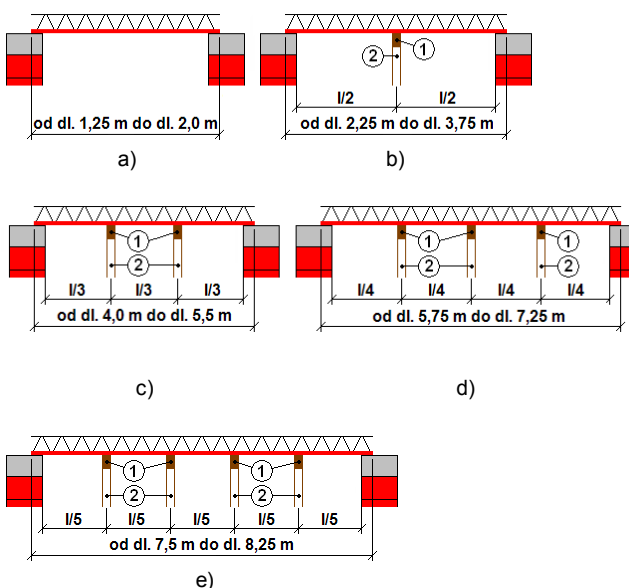 od dl. 1,25 m do dl. 2,0 m
a)
1
2
l/2 l/2
od dl. 2,25 m do dl. 3,75 m
b)
1
2
l/3 l/3 l/3
od dl. 4,0 m do dl. 5,5 m
c)
1 1
2 2
l/4 l/4 l/4 l/4
od dl. 5,75 m do dl. 7,25 m
d)
1 1
2 2
l/5 l/5 l/5 l/5 l/5
od dl. 7,5 m do dl. 8,25 m
e)